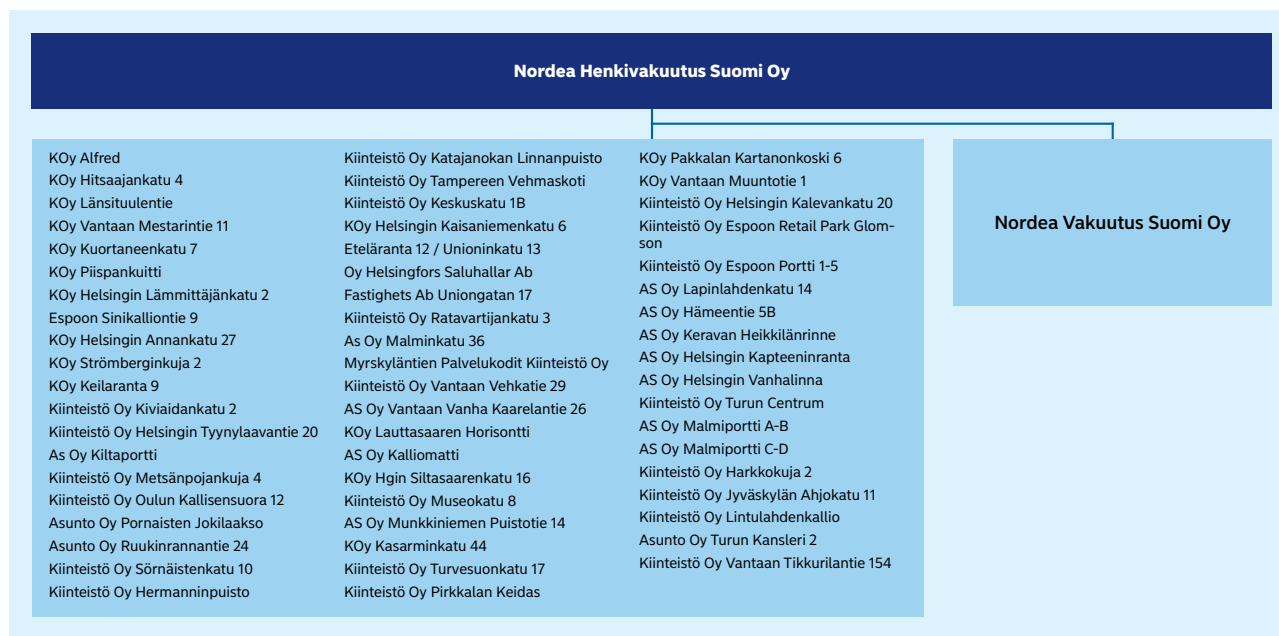 Nordea Henkivakuutus Suomi Oy
KOy Alfred
KOy Hitsaajankatu 4
KOy Länsituulentie
KOy Vantaan Mestarintie 11
KOy Kuortaneenkatu 7
KOy Piispankuitti
KOy Helsingin Lämmittäjänkatu 2
Espoon Sinikalliontie 9
KOy Helsingin Annankatu 27
KOy Strömberginkuja 2
KOy Keilaranta 9
Kiinteistö Oy Kiviaidankatu 2
Kiinteistö Oy Helsingin Tyynylaavantie 20
As Oy Kiltaportti
Kiinteistö Oy Metsänpojankuja 4
Kiinteistö Oy Oulun Kallisensuora 12
Asunto Oy Pornaisten Jokilaakso
Asunto Oy Ruukinrannantie 24
Kiinteistö Oy Sörnäistenkatu 10
Kiinteistö Oy Hermanninpuisto
Kiinteistö Oy Katajanokan Linnanpuisto
Kiinteistö Oy Tampereen Vehmaskoti
Kiinteistö Oy Keskuskatu 1B
KOy Helsingin Kaisaniemenkatu 6
Eteläranta 12 / Unioninkatu 13
Oy Helsingfors Saluhallar Ab
Fastighets Ab Uniongatan 17
Kiinteistö Oy Ratavartijankatu 3
As Oy Malminkatu 36
Myrskyläntien Palvelukodit Kiinteistö Oy
Kiinteistö Oy Vantaan Vehkatie 29
AS Oy Vantaan Vanha Kaarelantie 26
KOy Lauttasaaren Horisontti
AS Oy Kalliomatti
KOy Hgin Siltasaarenkatu 16
Kiinteistö Oy Museokatu 8
AS Oy Munkkiniemen Puistotie 14
KOy Kasarminkatu 44
Kiinteistö Oy Turvesuonkatu 17
Kiinteistö Oy Pirkkalan Keidas
KOy Pakkalan Kartanonkoski 6
KOy Vantaan Muuntotie 1
Kiinteistö Oy Helsingin Kalevankatu 20
Kiinteistö Oy Espoon Retail Park Glom-
son
Kiinteistö Oy Espoon Portti 1-5
AS Oy Lapinlahdenkatu 14
AS Oy Hämeentie 5B
AS Oy Keravan Heikkilänrinne
AS Oy Helsingin Kapteeninranta
AS Oy Helsingin Vanhalinna
Kiinteistö Oy Turun Centrum
AS Oy Malmiportti A-B
AS Oy Malmiportti C-D
Kiinteistö Oy Harkkokuja 2
Kiinteistö Oy Jyväskylän Ahjokatu 11
Kiinteistö Oy Lintulahdenkallio
Asunto Oy Turun Kansleri 2
Kiinteistö Oy Vantaan Tikkurilantie 154
Nordea Vakuutus Suomi Oy